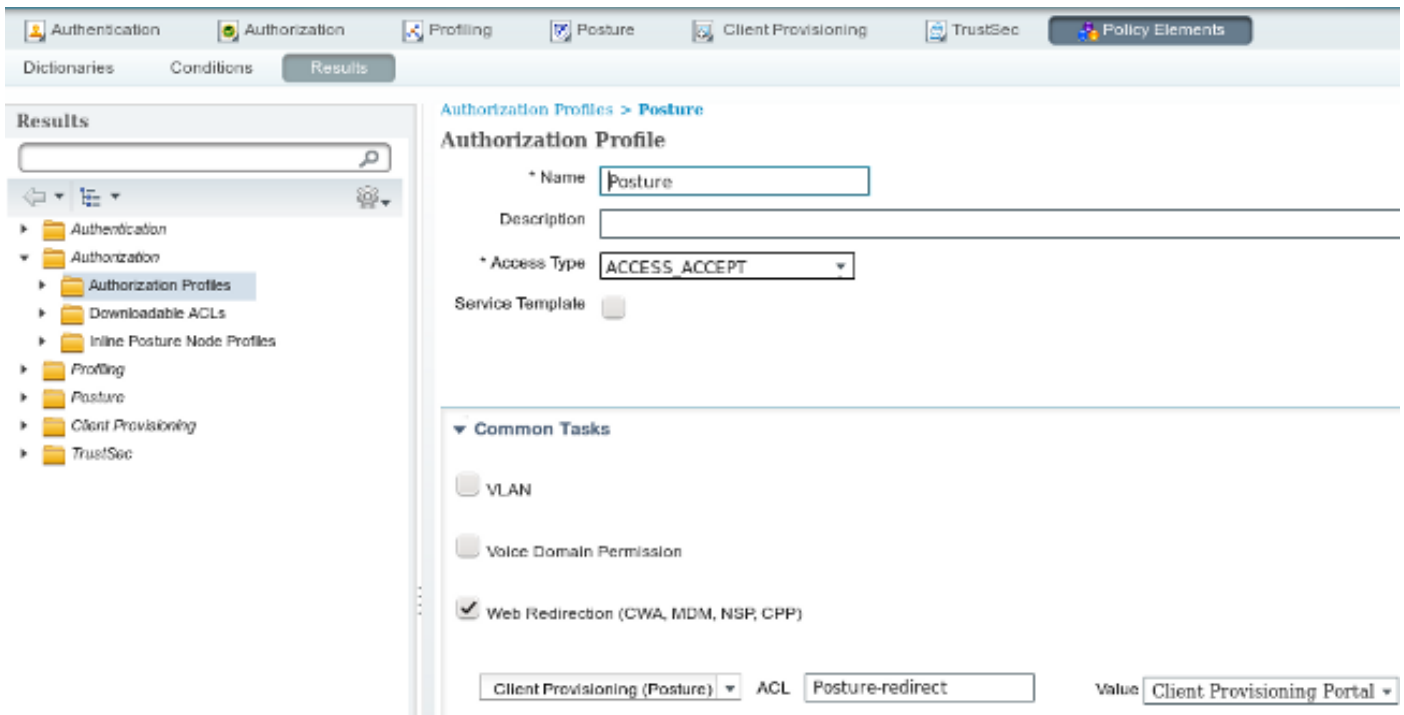 Authentication Authorization Profiling Posture Client Provisioning TrustSec Policy Elements
Dictionaries Conditions Results
Results
Authentication
Authorization
Authorization Profiles
Downloadable ACLs
Inline Posture Node Profiles
Profiling
Posture
Client Provisioning
TrustSec
Authorization Profiles > Posture
Authorization Profile
* Name Posture
Description
* Access Type ACCESS_ACCEPT
Service Template
Common Tasks
VLAN
Voice Domain Permission
Web Redirection (CWA, MDM, NSP, CPP)
Client Provisioning (Posture) ACL Posture-redirect Value Client Provisioning Portal